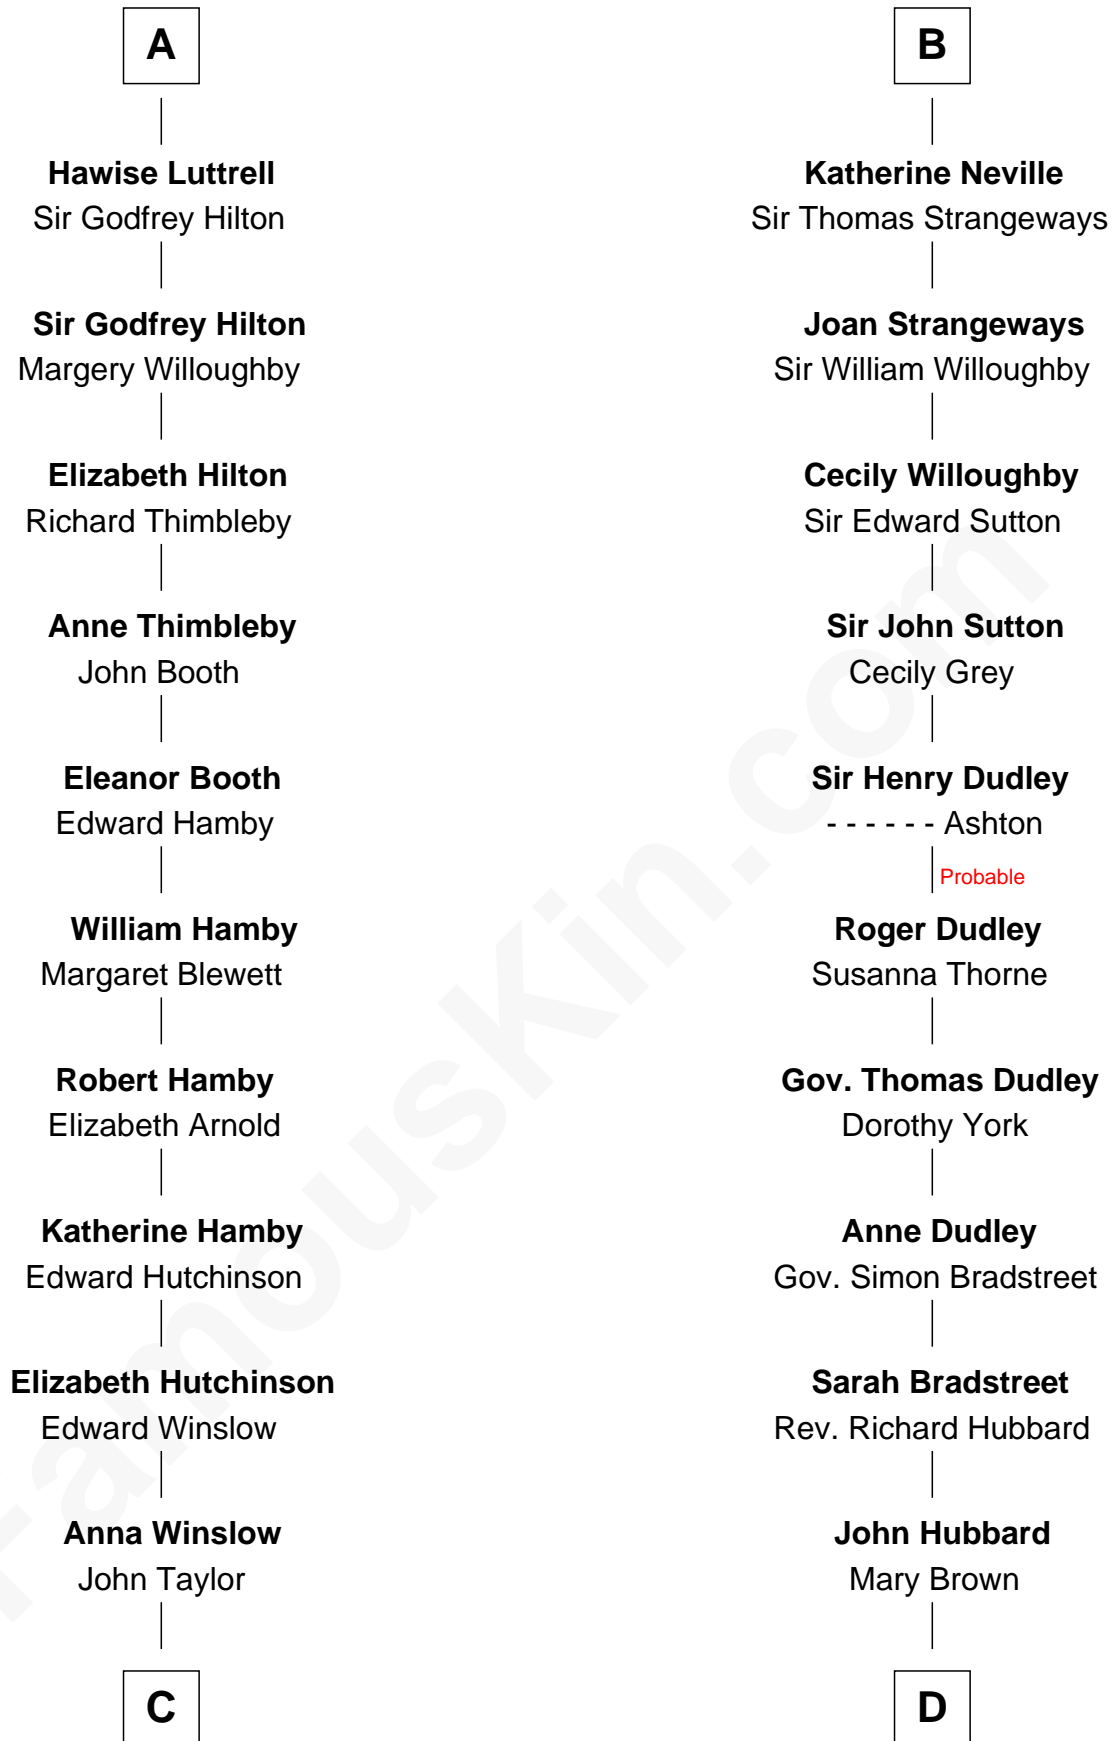 A
Hawise Luttrell
Sir Godfrey Hilton
Sir Godfrey Hilton
Margery Willoughby
Elizabeth Hilton
Richard Thimbleby
Anne Thimbleby
John Booth
Eleanor Booth
Edward Hamby
William Hamby
Margaret Blewett
Robert Hamby
Elizabeth Arnold
Katherine Hamby
Edward Hutchinson
Elizabeth Hutchinson
Edward Winslow
Anna Winslow
John Taylor
C
B
Katherine Neville
Sir Thomas Strangeways
Joan Strangeways
Sir William Willoughby
Cecily Willoughby
Sir Edward Sutton
Sir John Sutton
Cecily Grey
Sir Henry Dudley
- - - - - - Ashton
Probable
Roger Dudley
Susanna Thorne
Gov. Thomas Dudley
Dorothy York
Anne Dudley
Gov. Simon Bradstreet
Sarah Bradstreet
Rev. Richard Hubbard
John Hubbard
Mary Brown
D
FamousKin.com